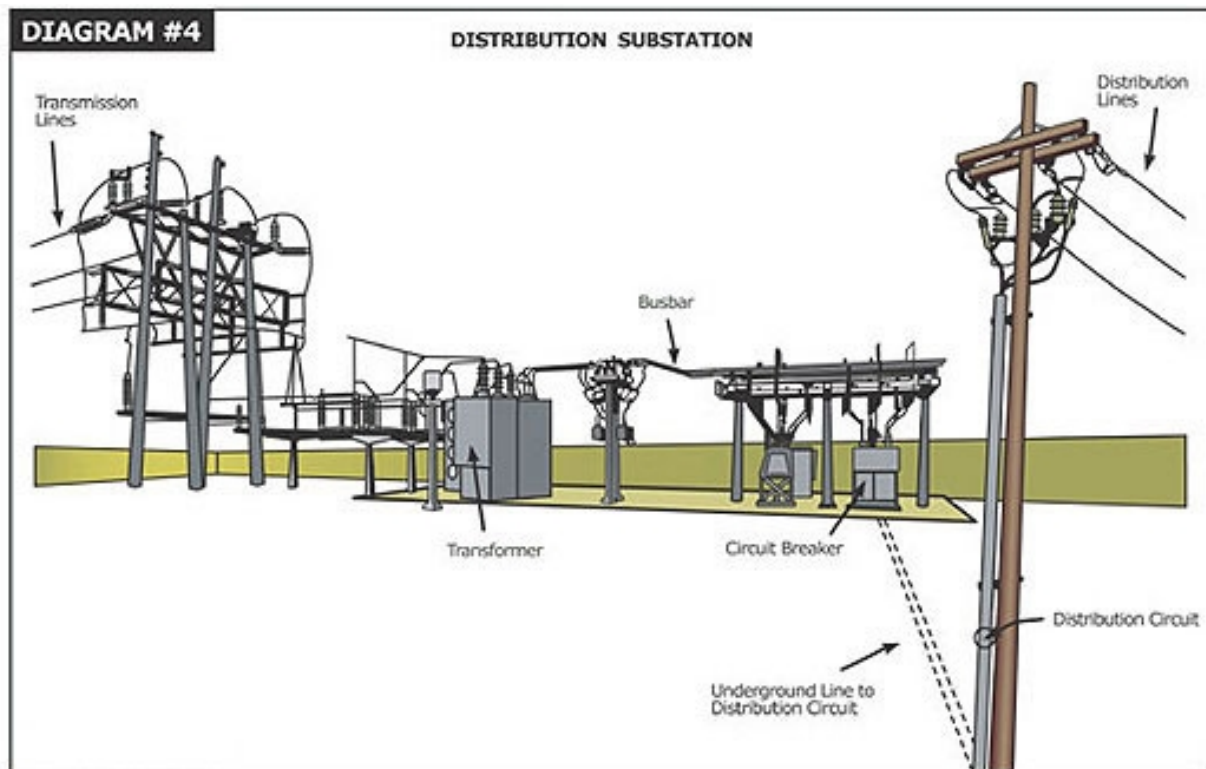 DIAGRAM #4
DISTRIBUTION SUBSTATION
Transmission
Lines
Distribution
Lines
Busbar
Transformer
Circuit Breaker
Distribution Circuit
Underground Line to
Distribution Circuit